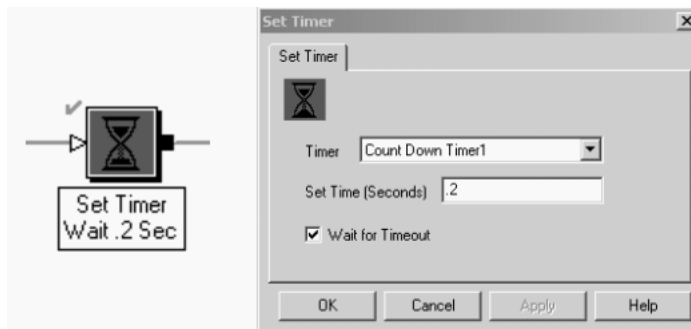 Set Timer
Wait .2 Sec
Set Timer
Set Timer
Timer
Count Down Timer1
Set Time (Seconds)
.2
Wait for Timeout
OK
Cancel
Apply
Help